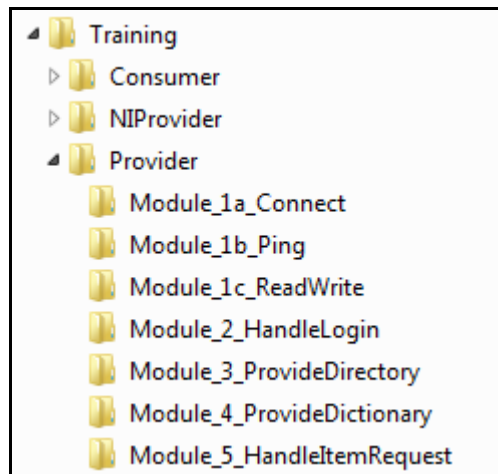 Training
Consumer
NIProvider
Provider
Module_1a_Connect
Module_1b_Ping
Module_1c_ReadWrite
Module_2_HandleLogin
Module_3_ProvideDirectory
Module_4_ProvideDictionary
Module_5_HandleItemRequest